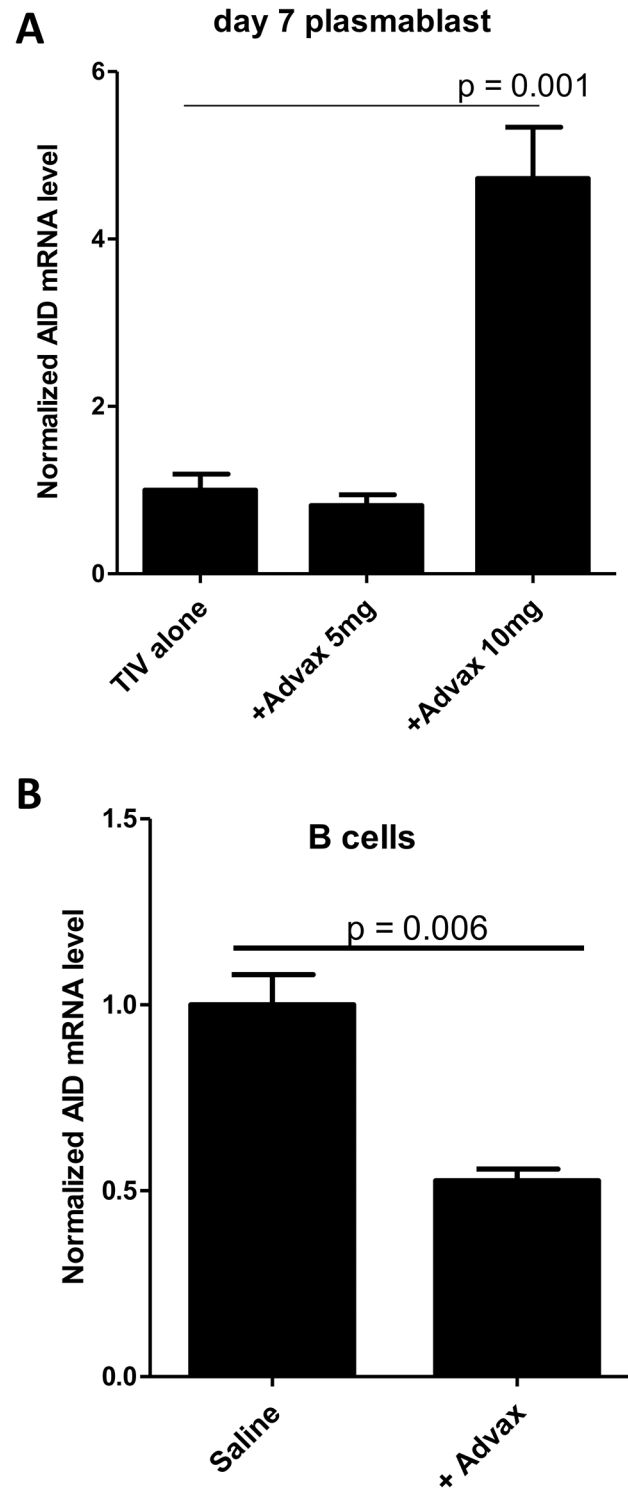 A
day 7 plasmablast
Normalized AID mRNA level
6
4
2
0
p = 0.001
TIV alone
+Advax 5mg
+Advax 10mg
B
B cells
Normalized AID mRNA level
1.5
1.0
0.5
0.0
p = 0.006
Saline
+ Advax